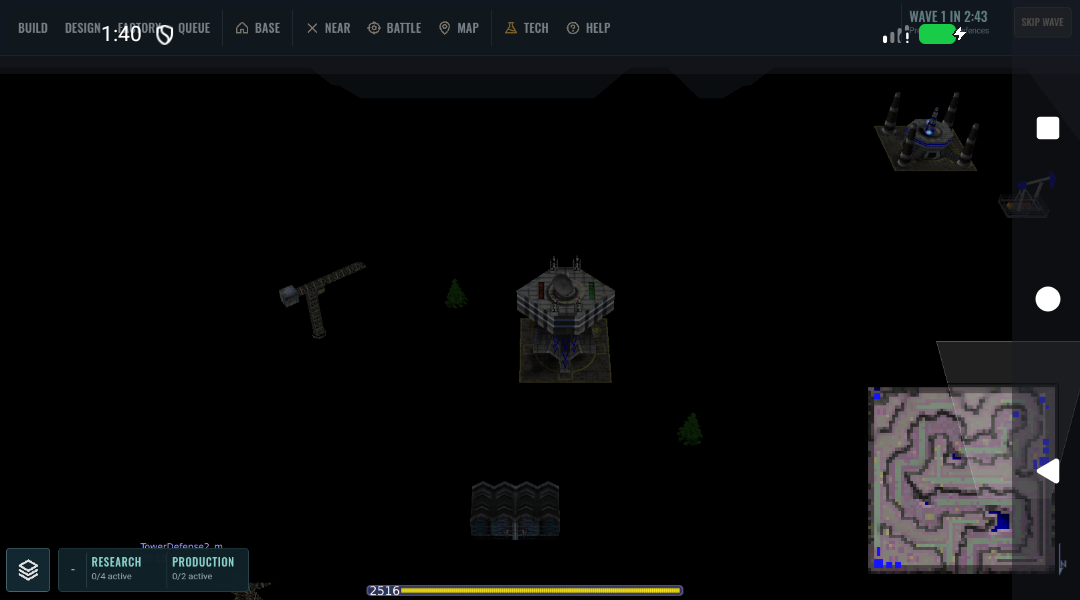 BUILD DESIGN FACTORY QUEUE BASE NEAR BATTLE MAP TECH HELP
1:40
WAVE 1 IN 2:43
SKIP WAVE
TowerDefense2_m
- RESEARCH PRODUCTION
0/4 active 0/2 active
2516